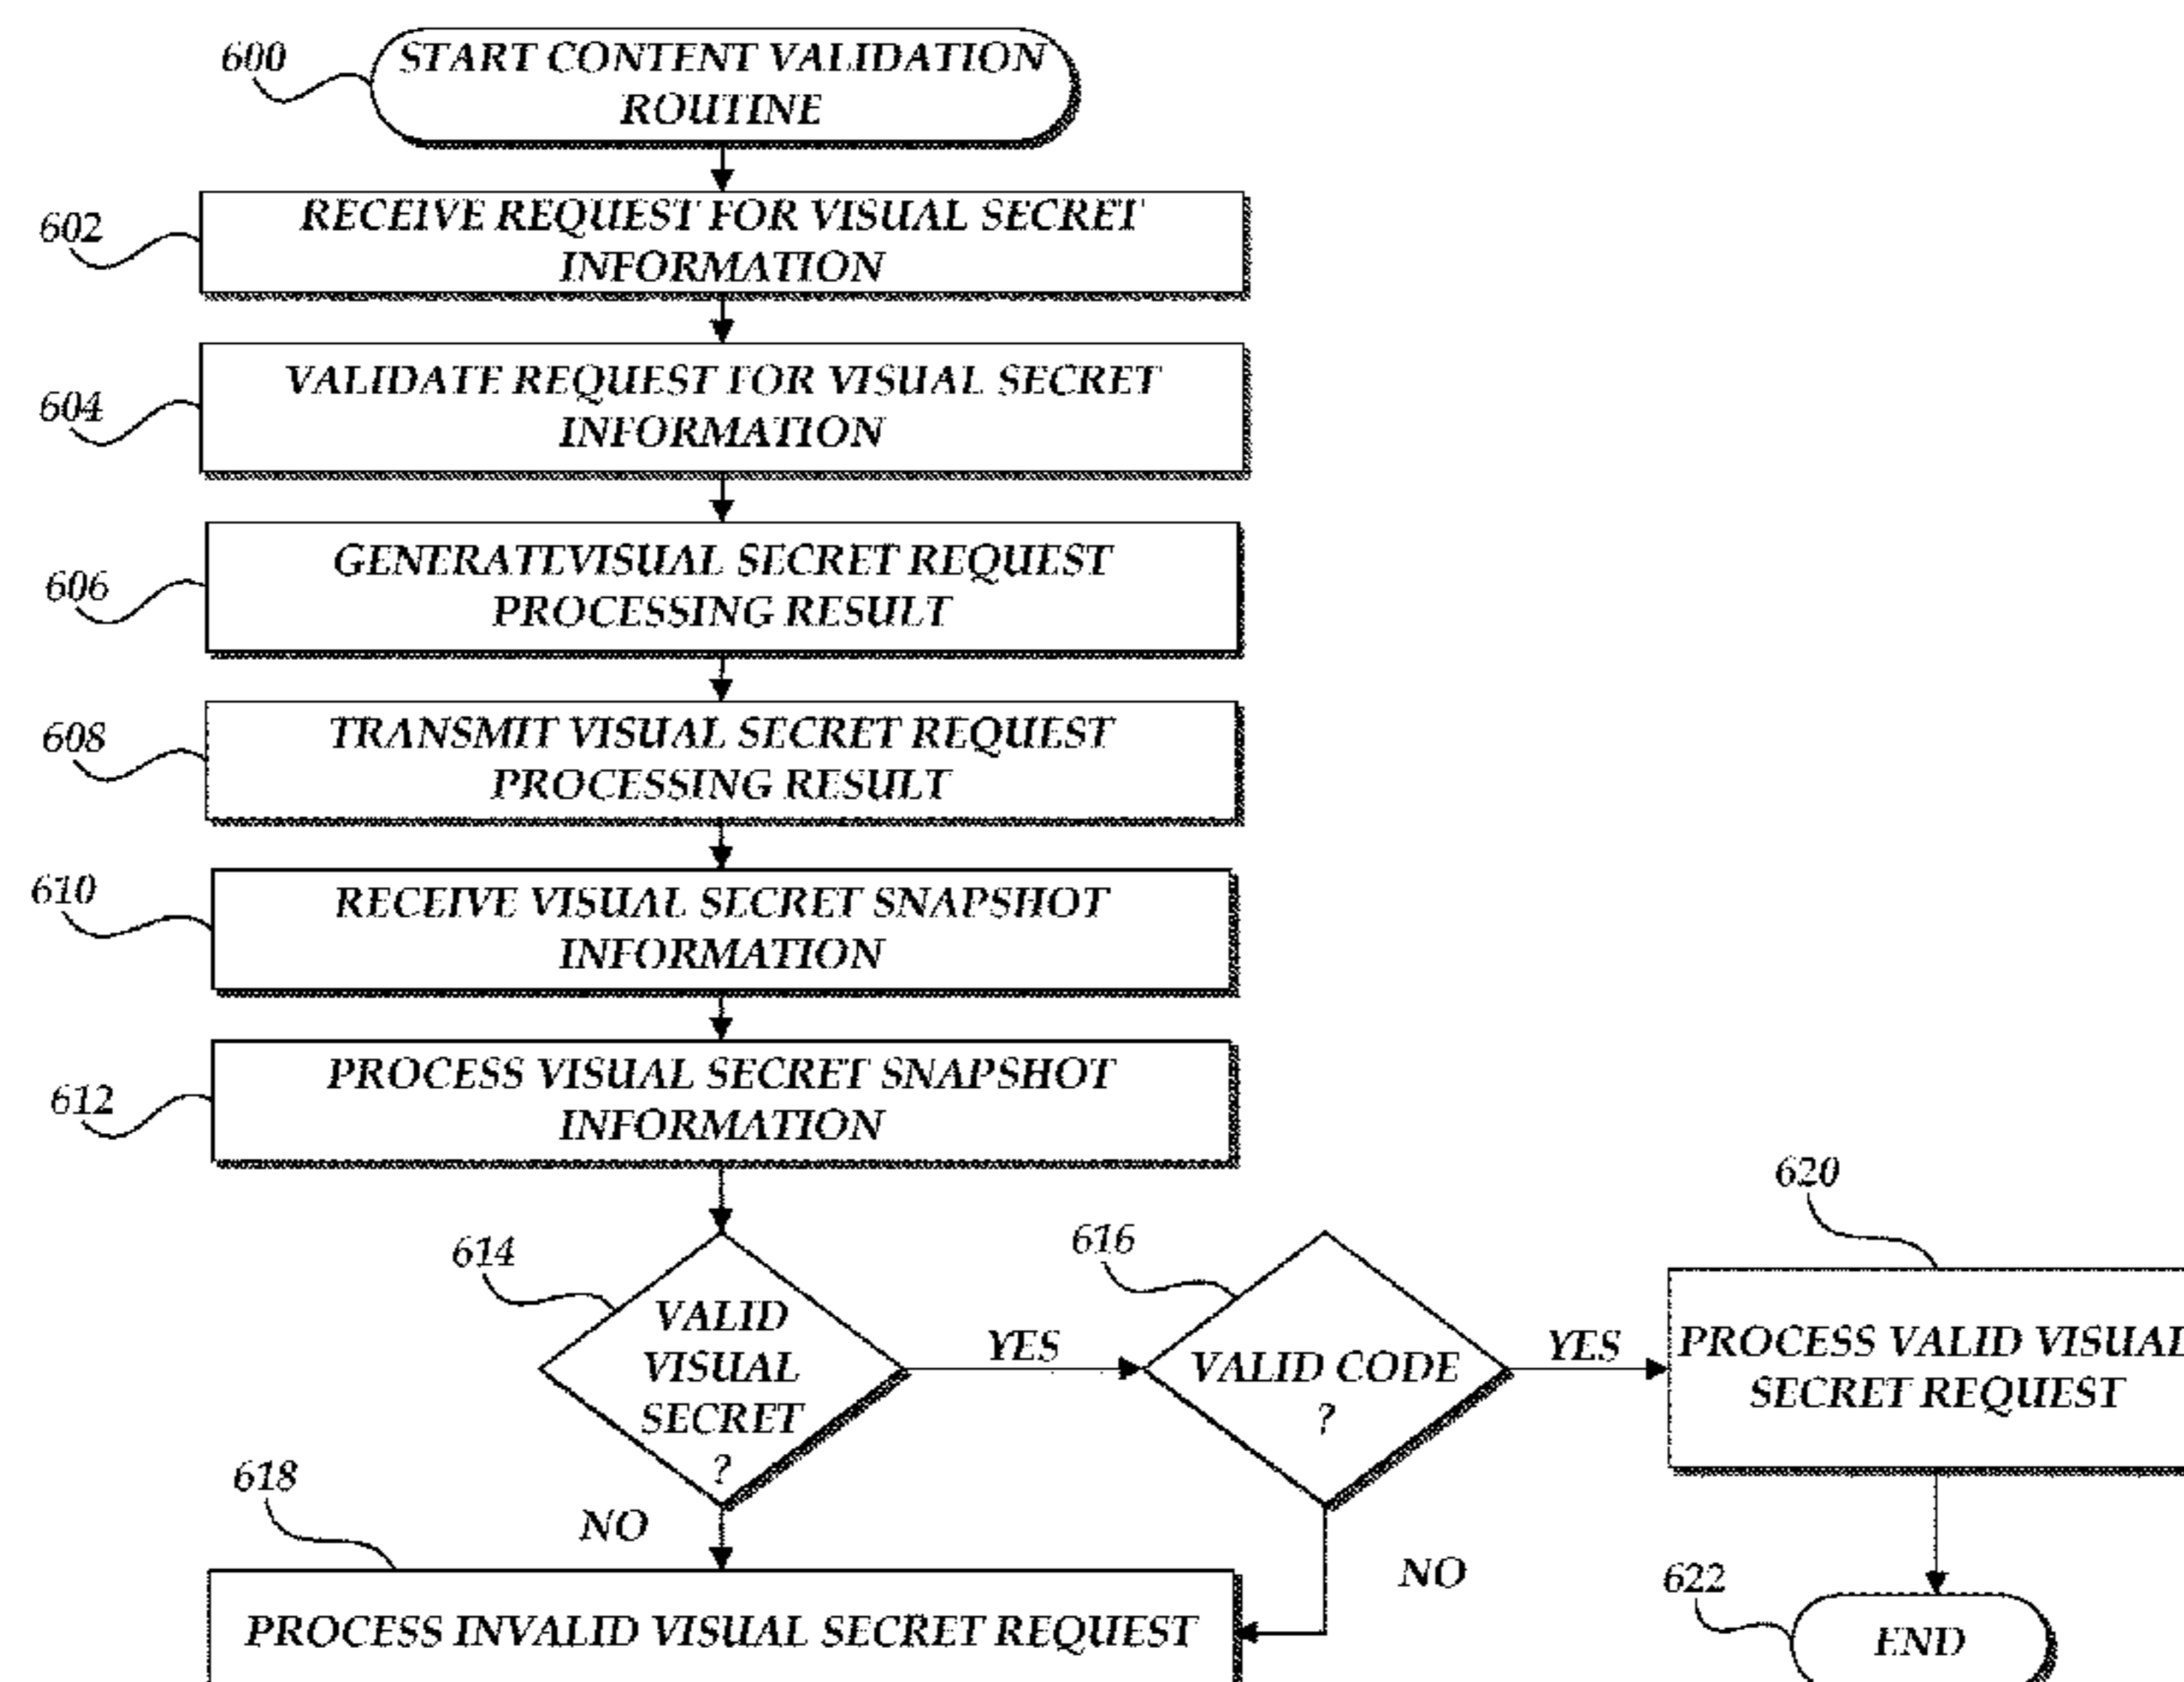 600
START CONTENT VALIDATION
ROUTINE
602
RECEIVE REQUEST FOR VISUAL SECRET
INFORMATION
604
VALIDATE REQUEST FOR VISUAL SECRET
INFORMATION
606
GENERATEVISUAL SECRET REQUEST
PROCESSING RESULT
608
TRANSMIT VISUAL SECRET REQUEST
PROCESSING RESULT
610
RECEIVE VISUAL SECRET SNAPSHOT
INFORMATION
612
PROCESS VISUAL SECRET SNAPSHOT
INFORMATION
614
VALID
VISUAL
SECRET
?
YES
616
VALID CODE
?
YES
620
PROCESS VALID VISUAL
SECRET REQUEST
NO
NO
618
PROCESS INVALID VISUAL SECRET REQUEST
622
END